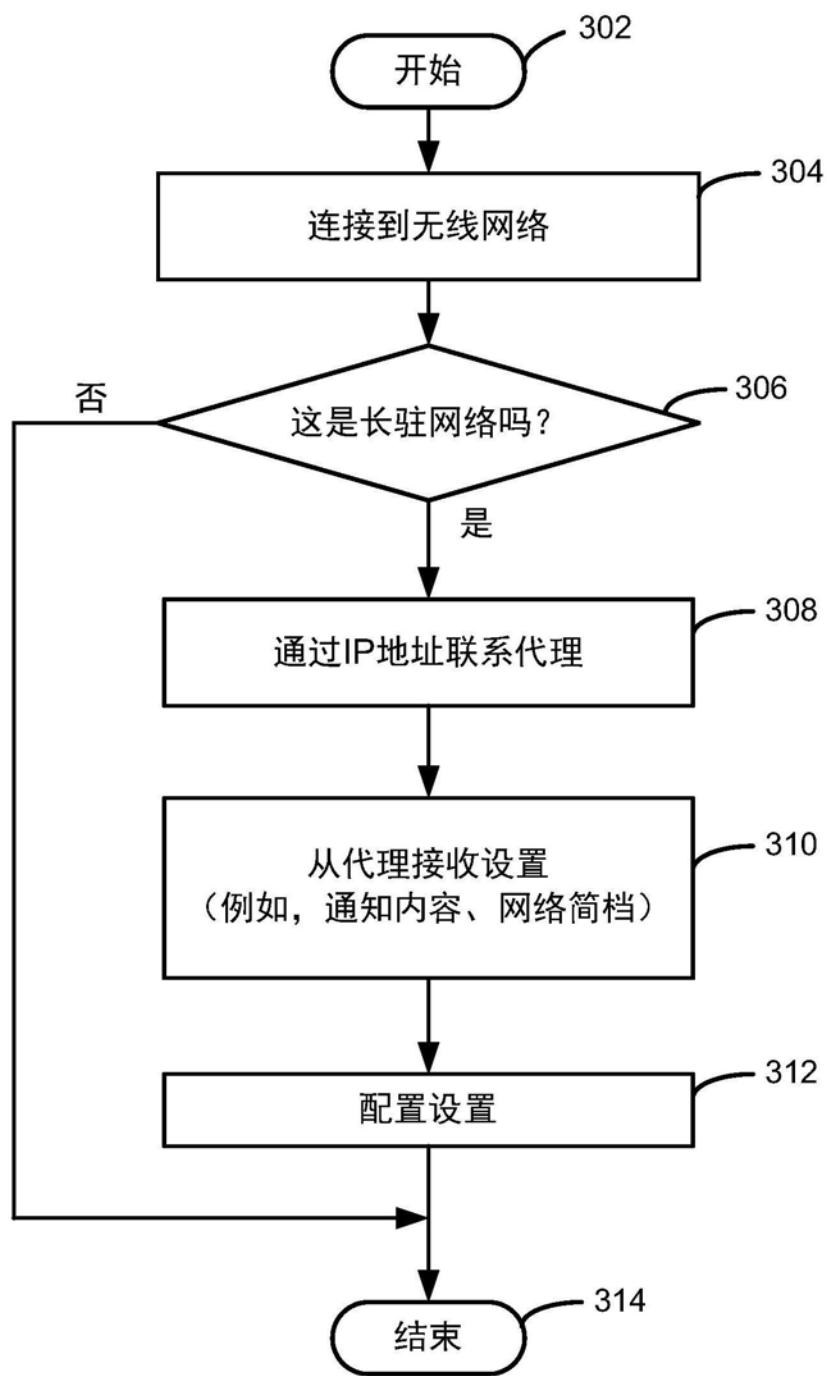 302
开始
304
连接到无线网络
306
否
这是长驻网络吗?
是
308
通过IP地址联系代理
310
从代理接收设置
（例如，通知内容、网络简档）
312
配置设置
314
结束